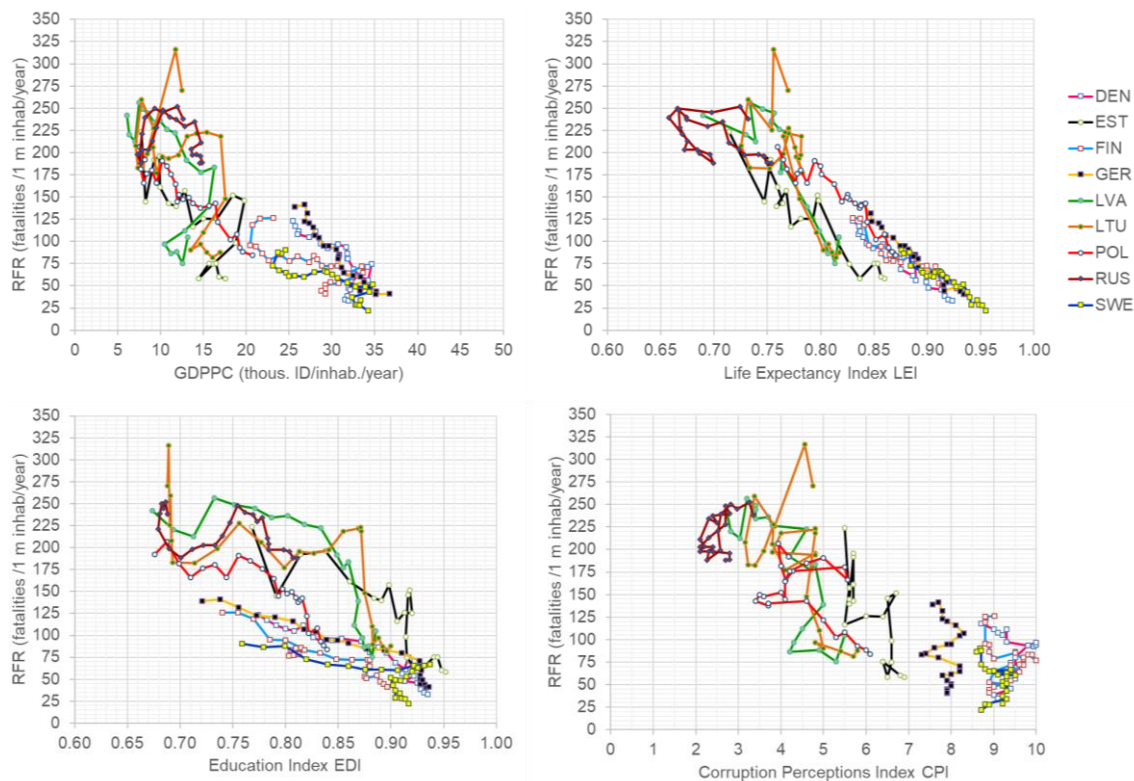 350
325
300
275
250
225
200
175
150
125
100
75
50
25
0
RFR (fatalities /1 m inhab/year)
0 5 10 15 20 25 30 35 40 45 50
GDPPC (thous. ID/inhab./year)
350
325
300
275
250
225
200
175
150
125
100
75
50
25
0
RFR (fatalities /1 m inhab/year)
0.60 0.65 0.70 0.75 0.80 0.85 0.90 0.95 1.00
Life Expectancy Index LEI
DEN
EST
FIN
GER
LVA
LTU
POL
RUS
SWE
350
325
300
275
250
225
200
175
150
125
100
75
50
25
0
RFR (fatalities /1 m inhab/year)
0.60 0.65 0.70 0.75 0.80 0.85 0.90 0.95 1.00
Education Index EDI
350
325
300
275
250
225
200
175
150
125
100
75
50
25
0
RFR (fatalities /1 m inhab/year)
0 1 2 3 4 5 6 7 8 9 10
Corruption Perceptions Index CPI